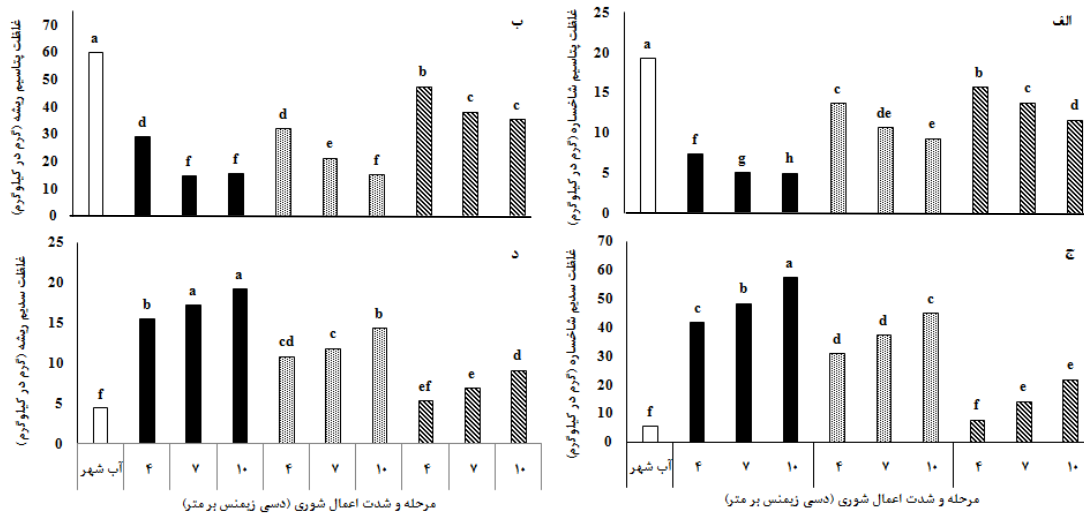 الف
غلظت پتاسیم شاخساره (گرم در کیلوگرم)
25
20
15
10
5
0
a
f
g
h
c
de
e
b
c
d
ب
غلظت پتاسیم ریشه (گرم در کیلوگرم)
70
60
50
40
30
20
10
0
a
d
f
f
d
e
f
b
c
c
ج
غلظت سدیم شاخساره (گرم در کیلوگرم)
70
60
50
40
30
20
10
0
f
c
b
a
d
d
c
f
e
e
آب شهر
۴
۷
۱۰
۴
۷
۱۰
۴
۷
۱۰
مرحله و شدت اعمال شوری (دسی زیمنس بر متر)
د
غلظت سدیم ریشه (گرم در کیلوگرم)
25
20
15
10
5
0
f
b
a
a
cd
c
b
ef
e
d
آب شهر
۴
۷
۱۰
۴
۷
۱۰
۴
۷
۱۰
مرحله و شدت اعمال شوری (دسی زیمنس بر متر)